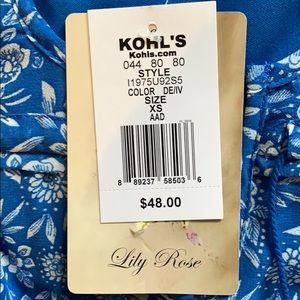 KOHL'S
Kohls.com
044 80 80
STYLE
I1975U92S5
COLOR DE/IV
SIZE
XS
AAD
8 89237 58503 6
$48.00
Lily Rose